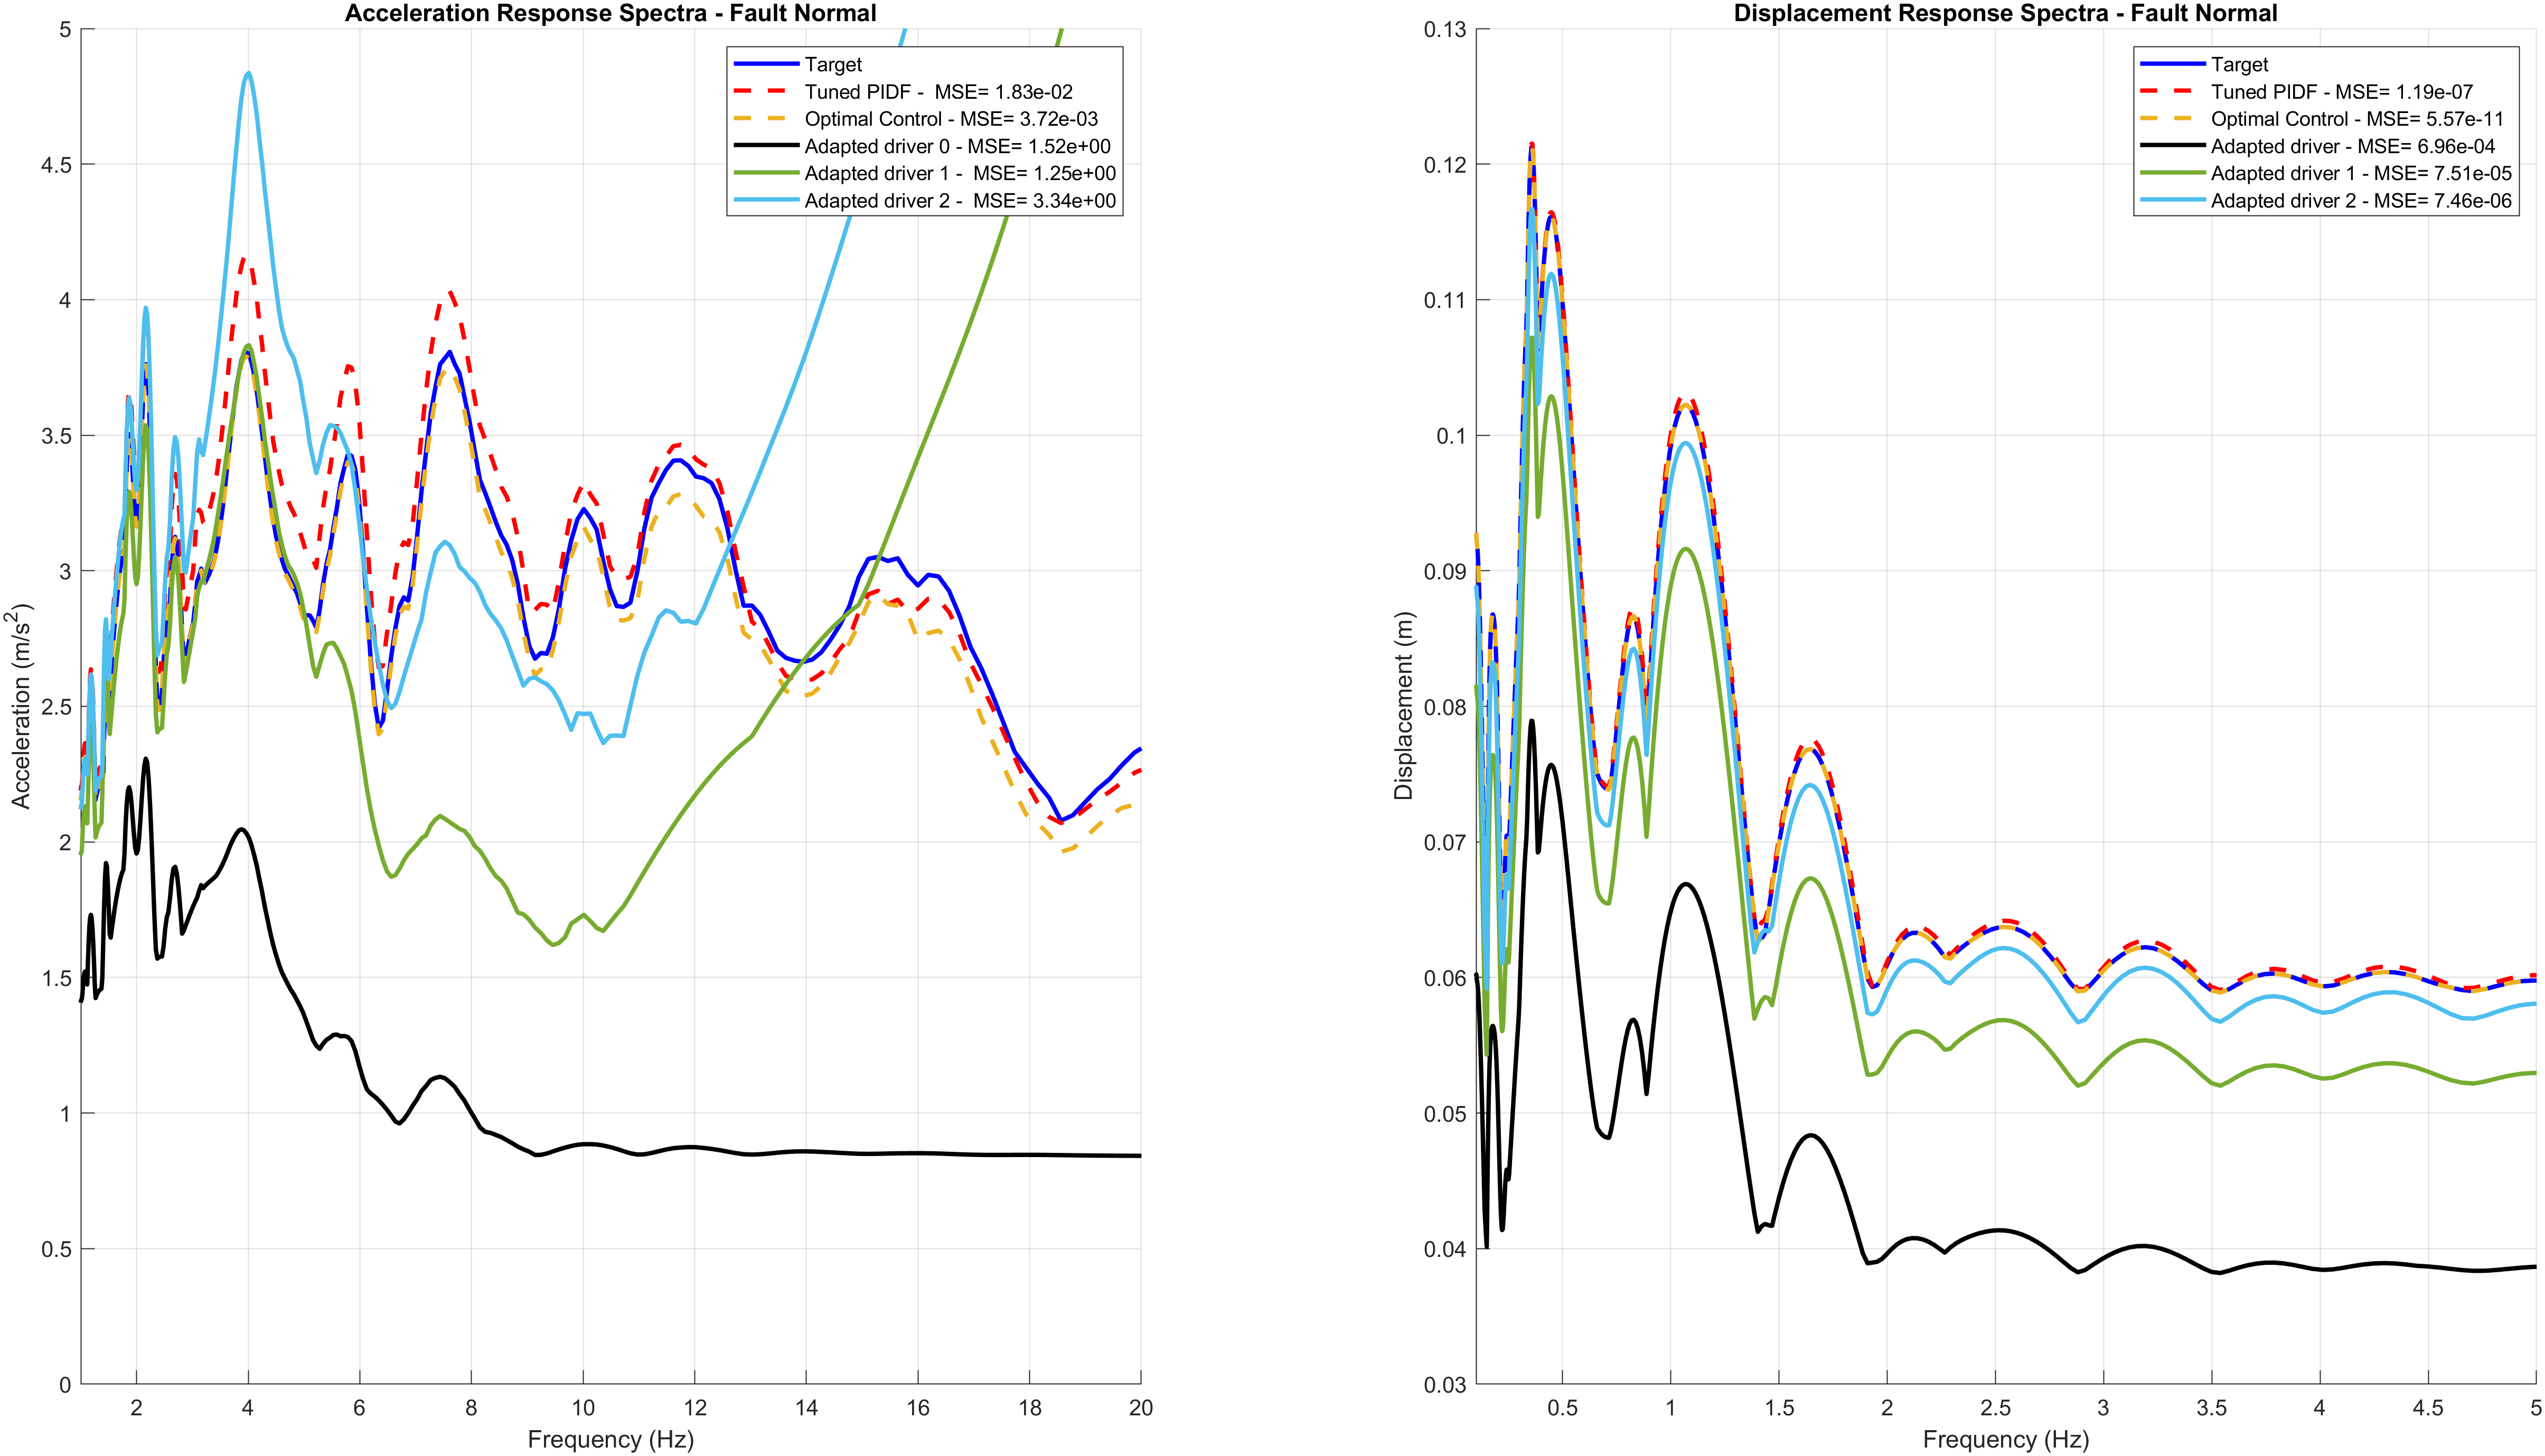 Acceleration Response Spectra - Fault Normal
5
4.5
4
3.5
3
2.5
2
1.5
1
0.5
0
Acceleration (m/s²)
2 4 6 8 10 12 14 16 18 20
Frequency (Hz)
Target
Tuned PIDF - MSE= 1.83e-02
Optimal Control - MSE= 3.72e-03
Adapted driver 0 - MSE= 1.52e+00
Adapted driver 1 - MSE= 1.25e+00
Adapted driver 2 - MSE= 3.34e+00
Displacement Response Spectra - Fault Normal
0.13
0.12
0.11
0.1
0.09
0.08
0.07
0.06
0.05
0.04
0.03
Displacement (m)
0.5 1 1.5 2 2.5 3 3.5 4 4.5 5
Frequency (Hz)
Target
Tuned PIDF - MSE= 1.19e-07
Optimal Control - MSE= 5.57e-11
Adapted driver - MSE= 6.96e-04
Adapted driver 1 - MSE= 7.51e-05
Adapted driver 2 - MSE= 7.46e-06